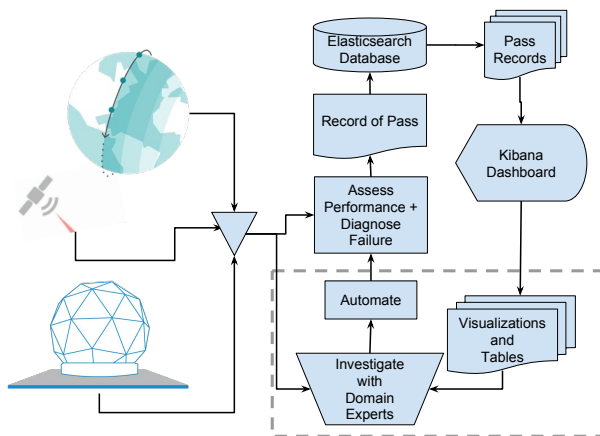 Elasticsearch
Database
Pass
Records
Record of Pass
Kibana
Dashboard
Assess
Performance +
Diagnose
Failure
Automate
Visualizations
and
Tables
Investigate
with
Domain
Experts